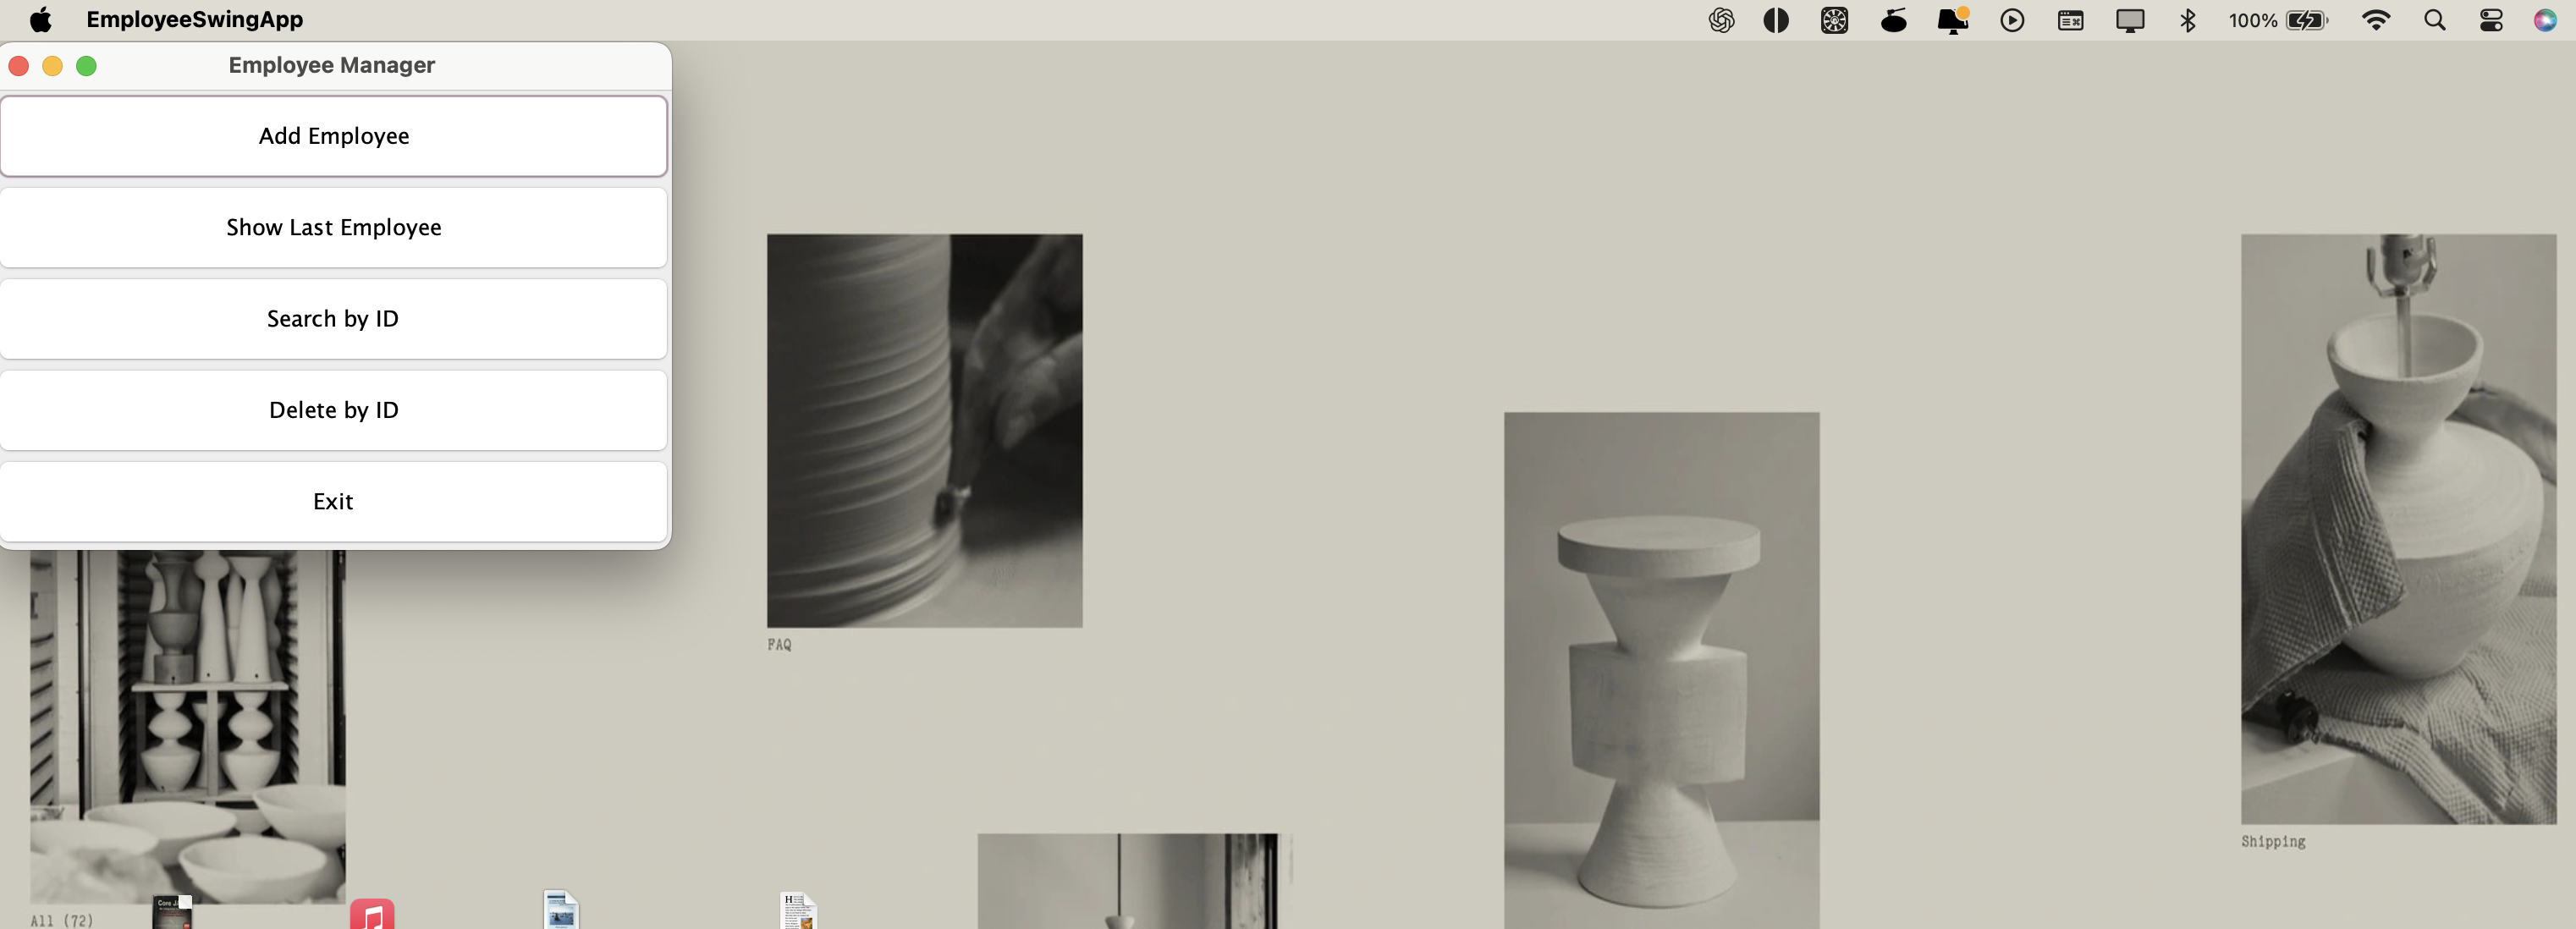 EmployeeSwingApp
100%
Employee Manager
Add Employee
Show Last Employee
Search by ID
Delete by ID
Exit
FAQ
Shipping
All (72)